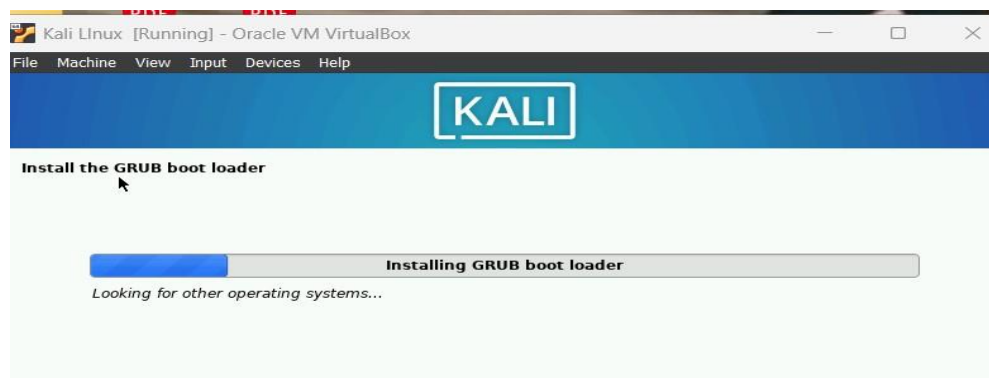 Kali LInux [Running] - Oracle VM VirtualBox
File Machine View Input Devices Help
KALI
Install the GRUB boot loader
Installing GRUB boot loader
Looking for other operating systems...